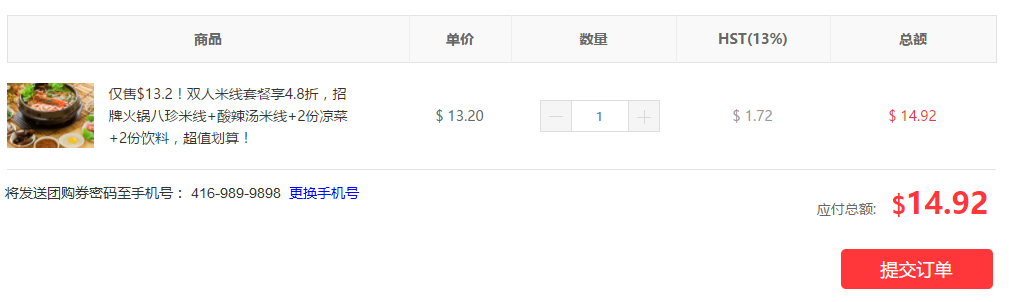 商品 单价 数量 HST(13%) 总额
仅售$13.2！双人米线套餐享4.8折，招
牌火锅八珍米线+酸辣汤米线+2份凉菜
+2份饮料，超值划算！
$ 13.20 1 $ 1.72 $ 14.92
将发送团购券密码至手机号： 416-989-9898 更换手机号
应付总额: $14.92
提交订单